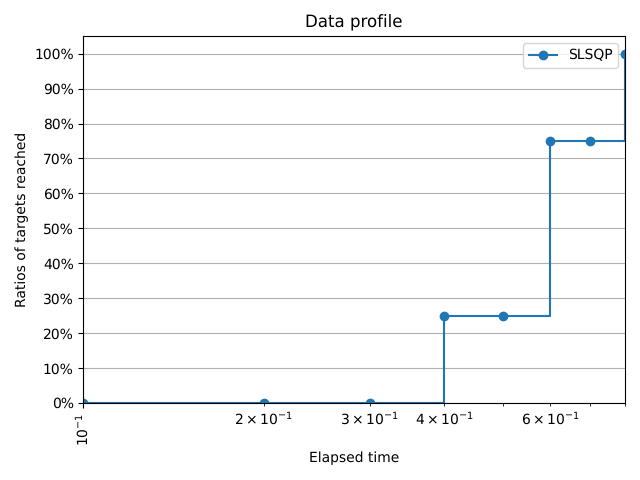 Data profile
SLSQP
100%
90%
80%
70%
60%
50%
40%
30%
20%
10%
0%
Ratios of targets reached
10⁻¹
2 × 10⁻¹
3 × 10⁻¹
4 × 10⁻¹
6 × 10⁻¹
Elapsed time